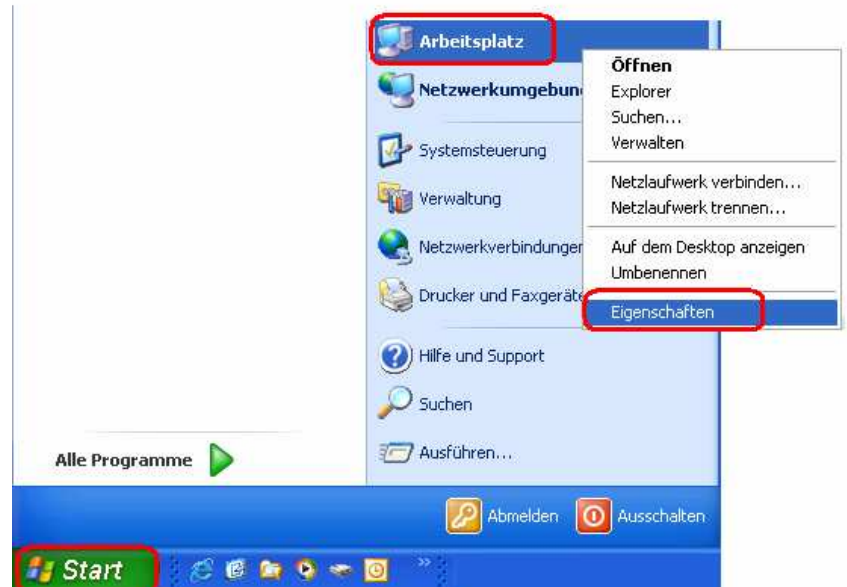 Arbeitsplatz
Netzwerkumgebun
Systemsteuerung
Verwaltung
Netzwerkverbindungen
Drucker und Faxgeräte
Hilfe und Support
Suchen
Ausführen...
Öffnen
Explorer
Suchen...
Verwalten
Netzlaufwerk verbinden...
Netzlaufwerk trennen...
Auf dem Desktop anzeigen
Umbenennen
Eigenschaften
Alle Programme
Abmelden
Ausschalten
Start
»